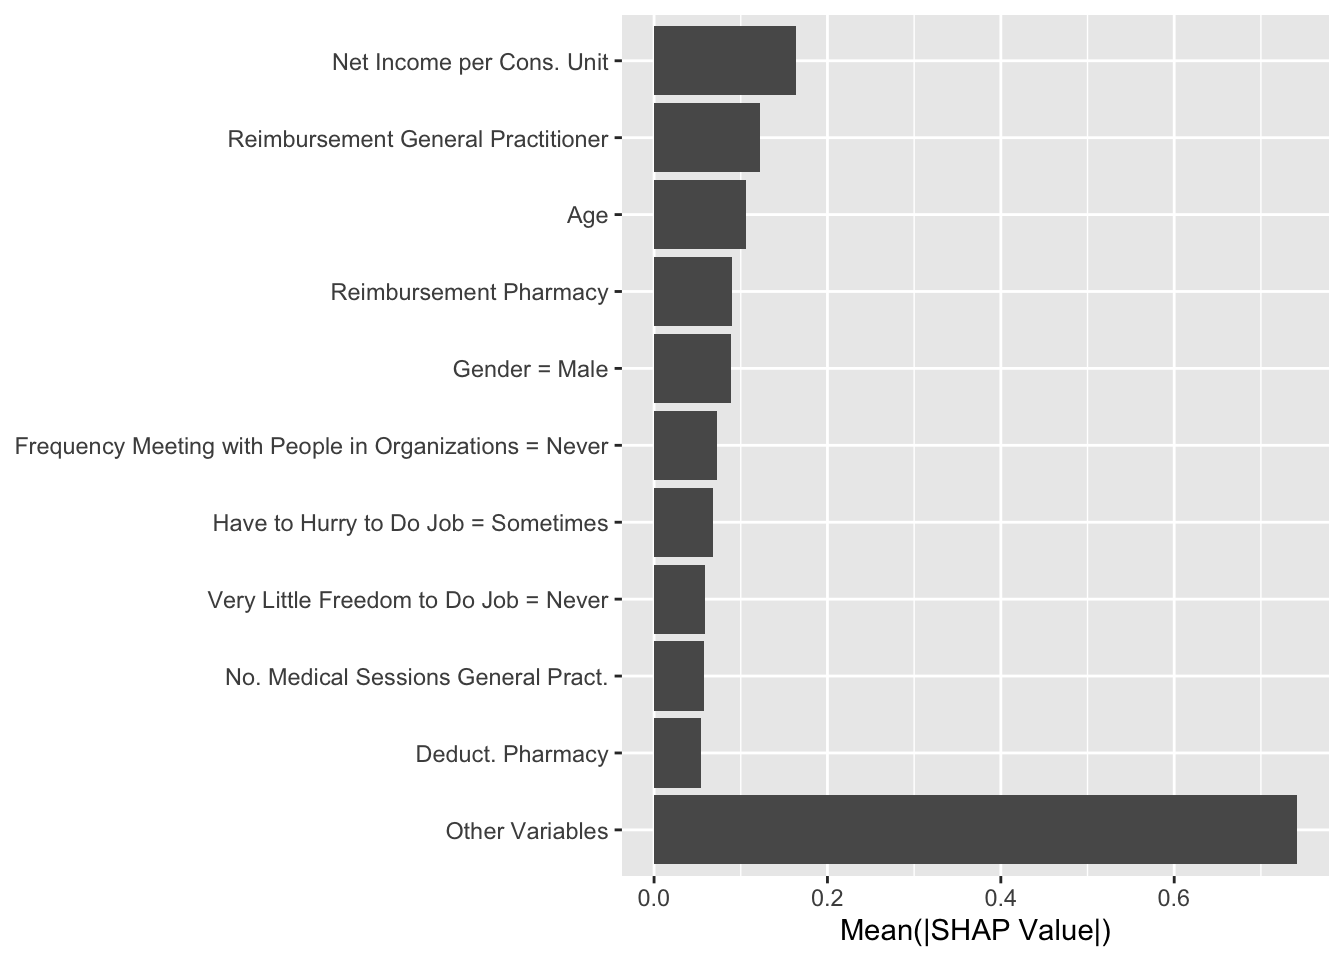 Net Income per Cons. Unit
Reimbursement General Practitioner
Age
Reimbursement Pharmacy
Gender = Male
Frequency Meeting with People in Organizations = Never
Have to Hurry to Do Job = Sometimes
Very Little Freedom to Do Job = Never
No. Medical Sessions General Pract.
Deduct. Pharmacy
Other Variables
0.0 0.2 0.4 0.6
Mean(|SHAP Value|)